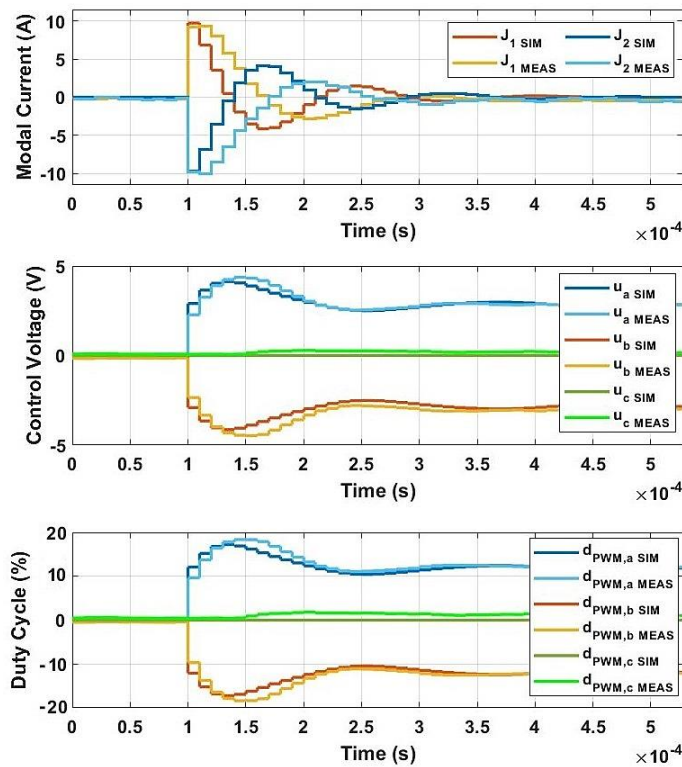 Modal Current (A)
10
5
0
-5
-10
J1 SIM J2 SIM
J1 MEAS J2 MEAS
0 0.5 1 1.5 2 2.5 3 3.5 4 4.5 5
Time (s)
×10-4
Control Voltage (V)
5
0
-5
ua SIM
ua MEAS
ub SIM
ub MEAS
uc SIM
uc MEAS
0 0.5 1 1.5 2 2.5 3 3.5 4 4.5 5
Time (s)
×10-4
Duty Cycle (%)
20
10
0
-10
-20
dPWM,a SIM
dPWM,a MEAS
dPWM,b SIM
dPWM,b MEAS
dPWM,c SIM
dPWM,c MEAS
0 0.5 1 1.5 2 2.5 3 3.5 4 4.5 5
Time (s)
×10-4